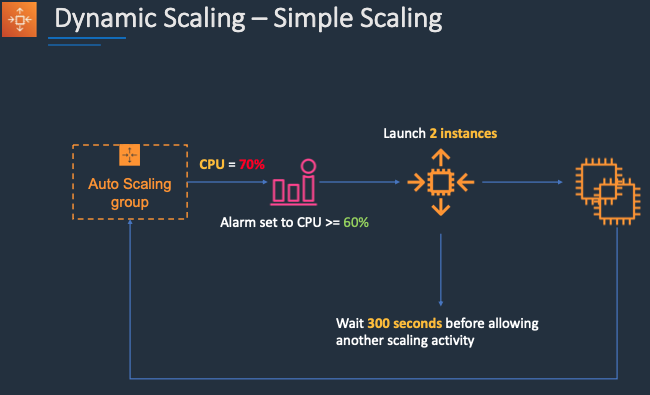 Dynamic Scaling – Simple Scaling
Launch 2 instances
CPU = 70%
Auto Scaling
group
Alarm set to CPU >= 60%
Wait 300 seconds before allowing
another scaling activity